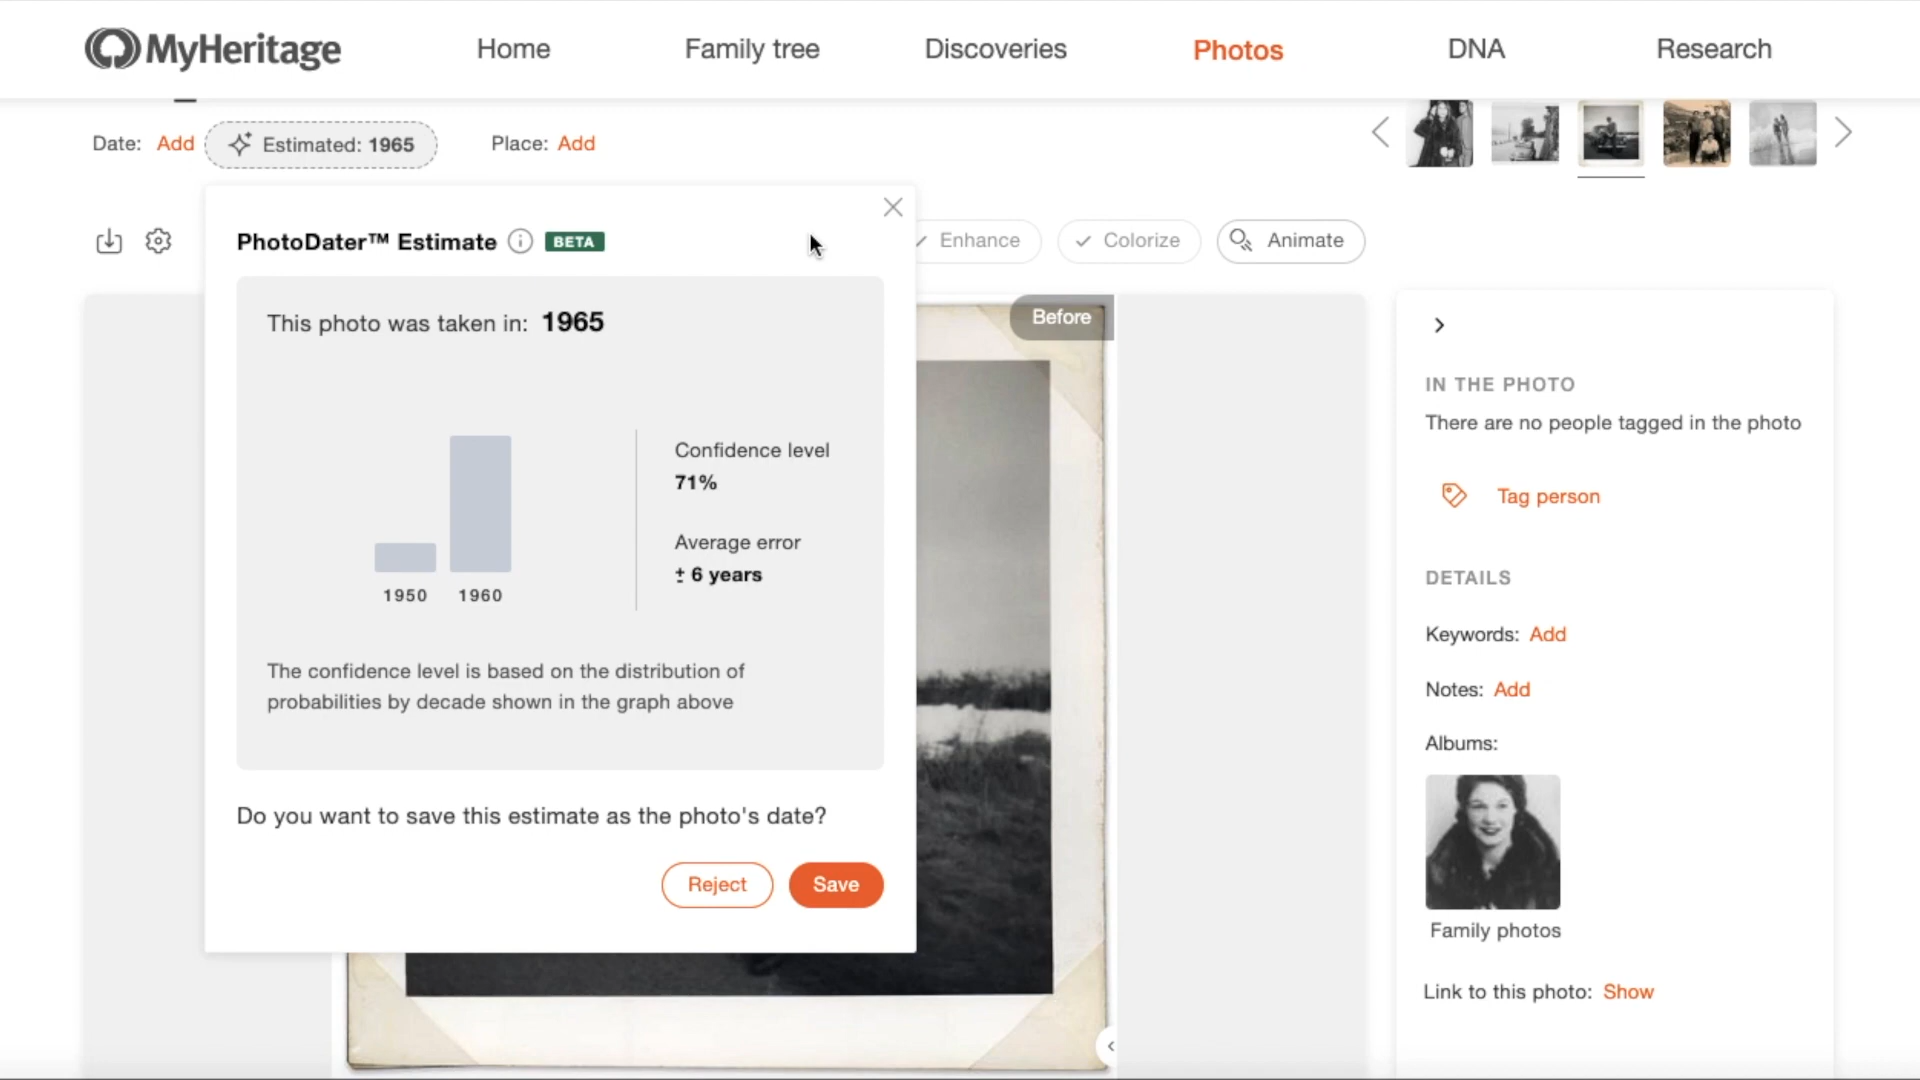 MyHeritage
Home
Family tree
Discoveries
Photos
DNA
Research
Date: Add
Estimated: 1965
Place: Add
PhotoDater™ Estimate
BETA
Enhance
Colorize
Animate
This photo was taken in: 1965
Before
1950
1960
Confidence level
71%
Average error
± 6 years
The confidence level is based on the distribution of
probabilities by decade shown in the graph above
Do you want to save this estimate as the photo's date?
Reject
Save
IN THE PHOTO
There are no people tagged in the photo
Tag person
DETAILS
Keywords: Add
Notes: Add
Albums:
Family photos
Link to this photo: Show